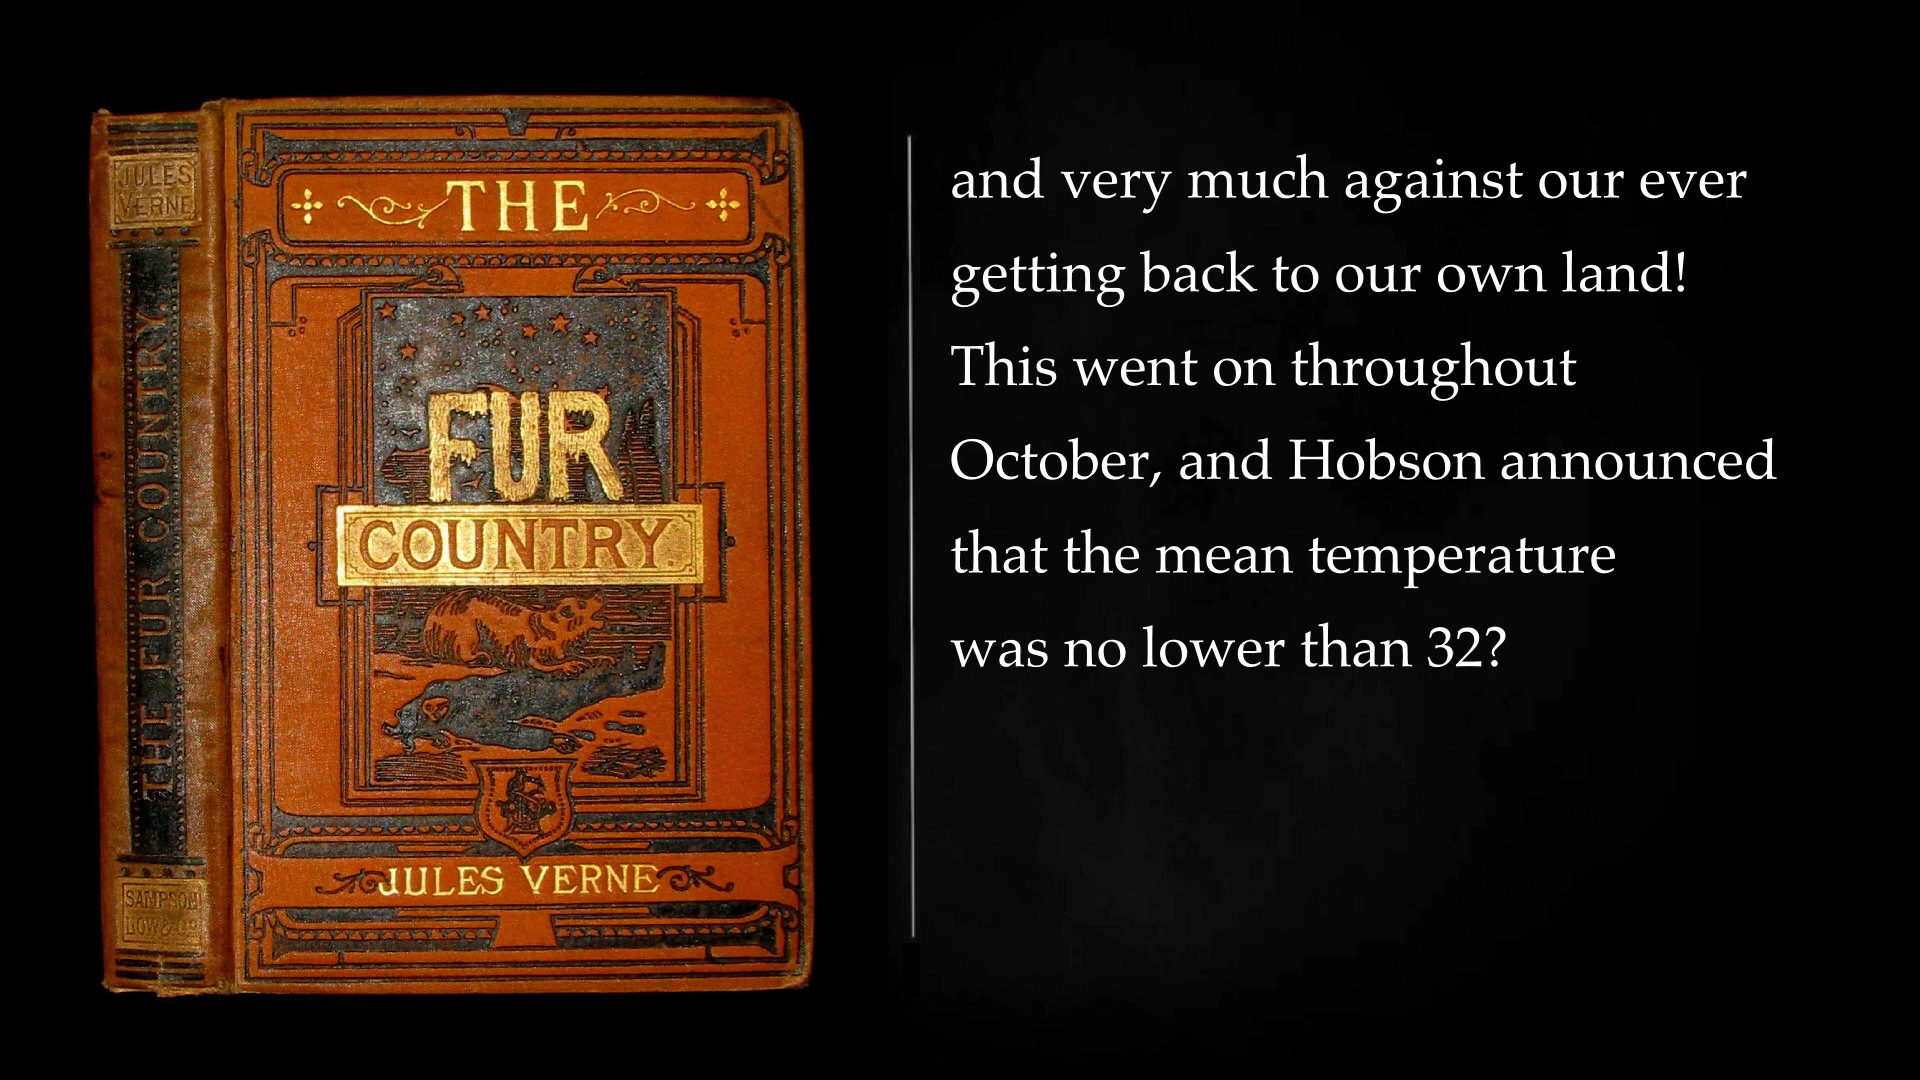 JULES
VERNE
THE FUR COUNTRY.
SAMPSON
LOW & Co
THE
FUR
COUNTRY.
JULES VERNE
and very much against our ever
getting back to our own land!
This went on throughout
October, and Hobson announced
that the mean temperature
was no lower than 32?